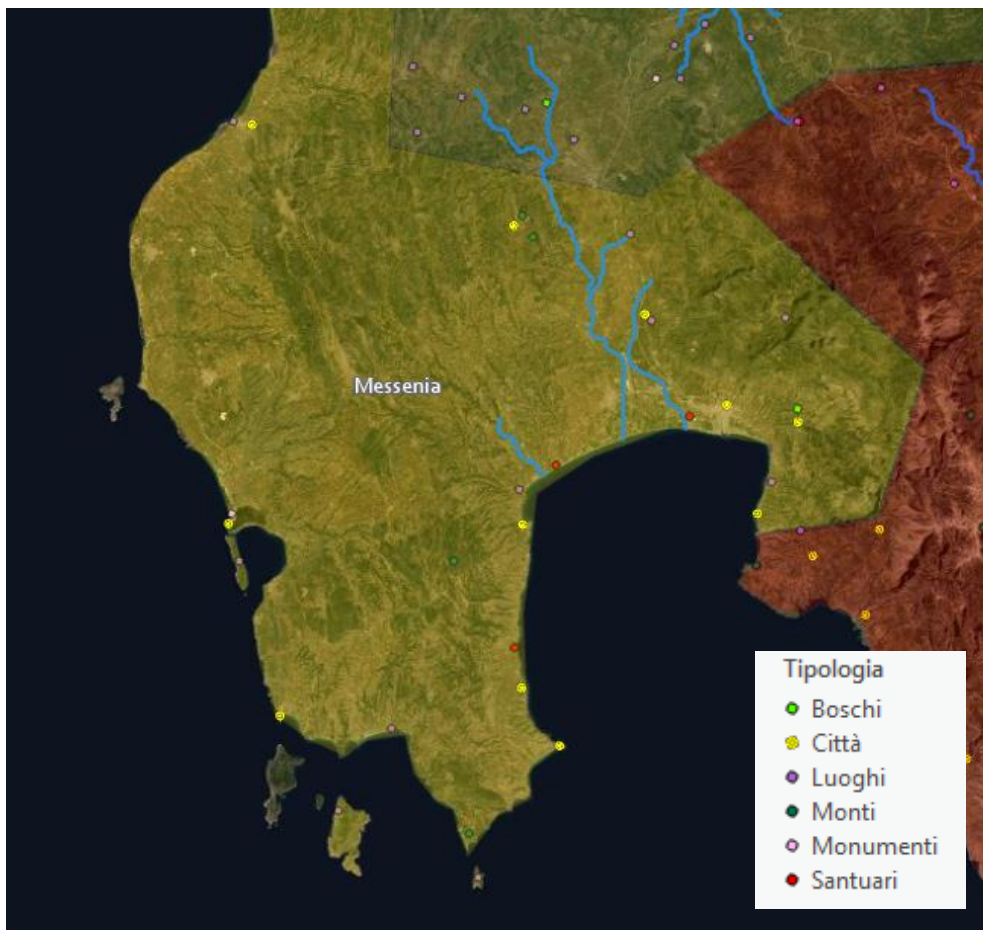 Messenia
Tipologia
Boschi
Città
Luoghi
Monti
Monumenti
Santuari